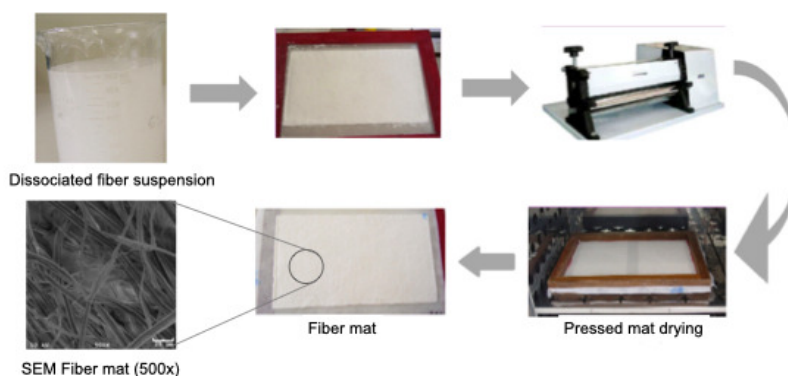 Dissociated fiber suspension
Fiber mat
Pressed mat drying
SEM Fiber mat (500x)